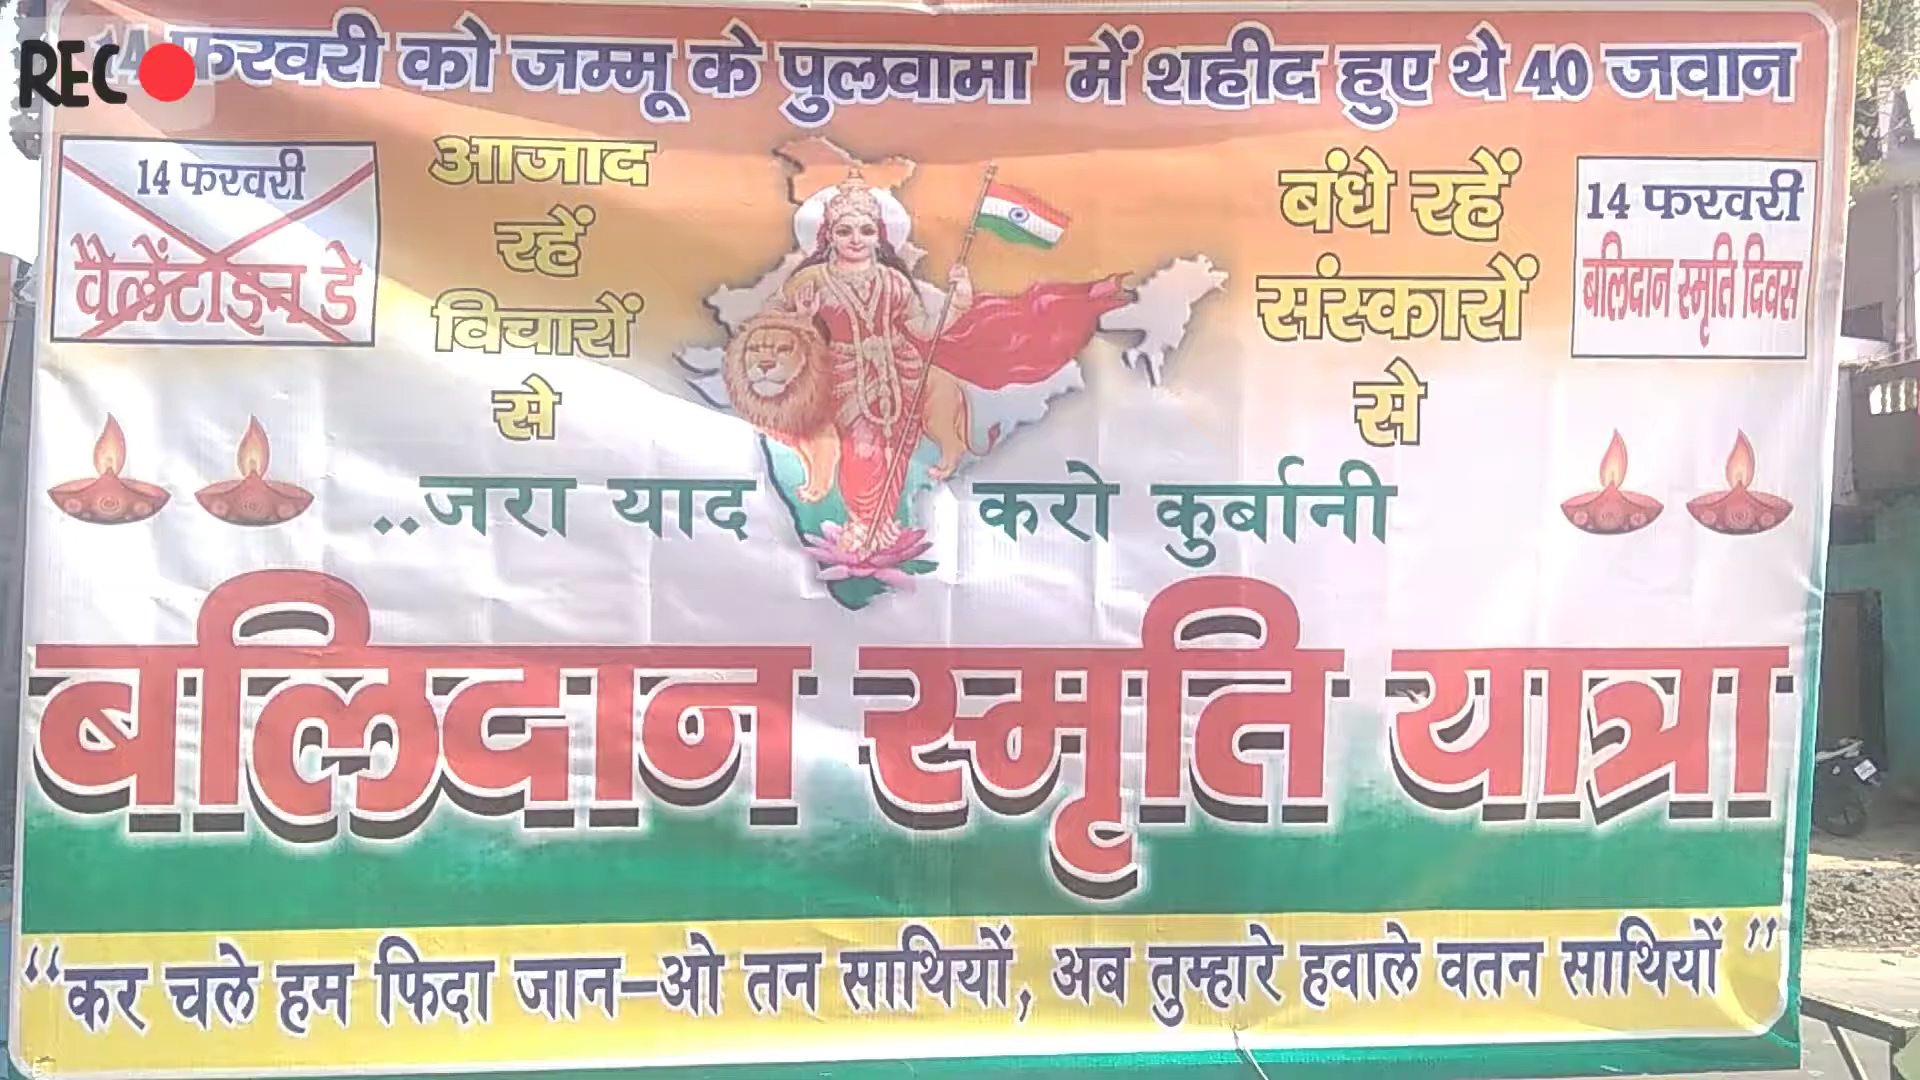 REC
14 फरवरी को जम्मू के पुलवामा में शहीद हुए थे 40 जवान
14 फरवरी
वैलेंटाइन डे
आजाद
रहें
विचारों
से
बंधे रहें
संस्कारों
से
14 फरवरी
बलिदान स्मृति दिवस
..जरा याद करो कुर्बानी
बलिदान स्मृति यात्रा
“कर चले हम फिदा जान–ओ तन साथियों, अब तुम्हारे हवाले वतन साथियों ”